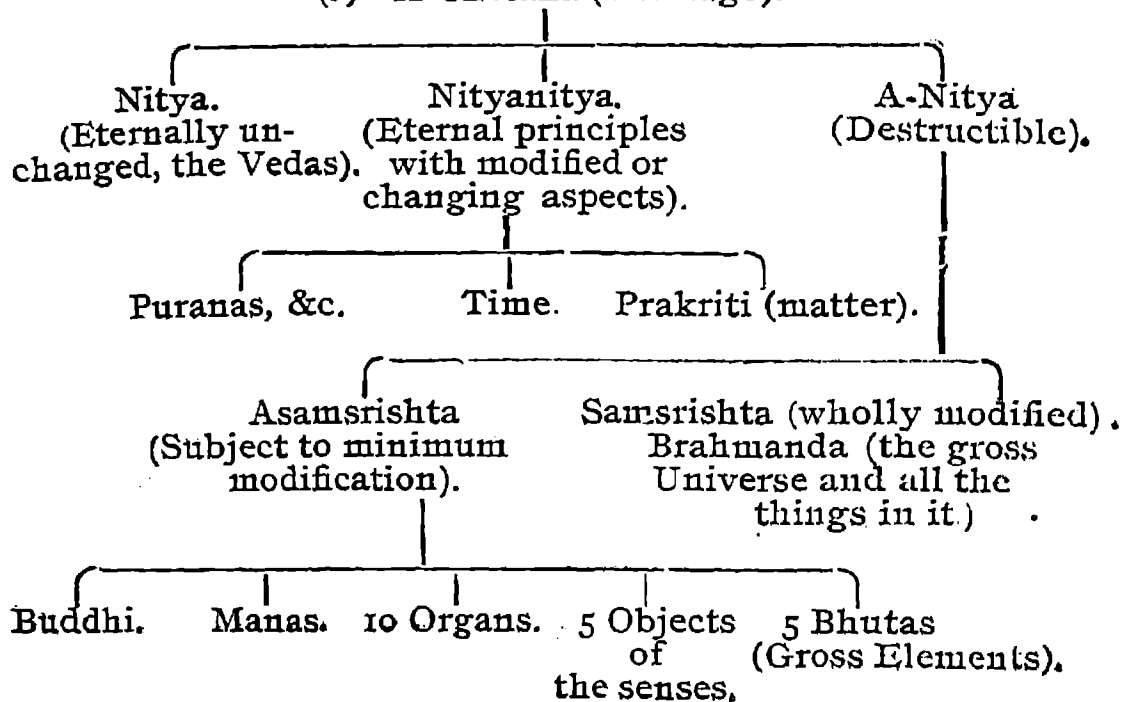 Nitya.
(Eternally un-
changed, the Vedas).
Nityanitya.
(Eternal principles
with modified or
changing aspects).
A-Nitya
(Destructible).
Puranas, &c.
Time.
Prakriti (matter).
Asamsrishta
(Subject to minimum
modification).
Samsrishta (wholly modified).
Brahmanda (the gross
Universe and all the
things in it.)
Buddhi.
Manas.
10 Organs.
5 Objects
of
the senses.
5 Bhutas
(Gross Elements).